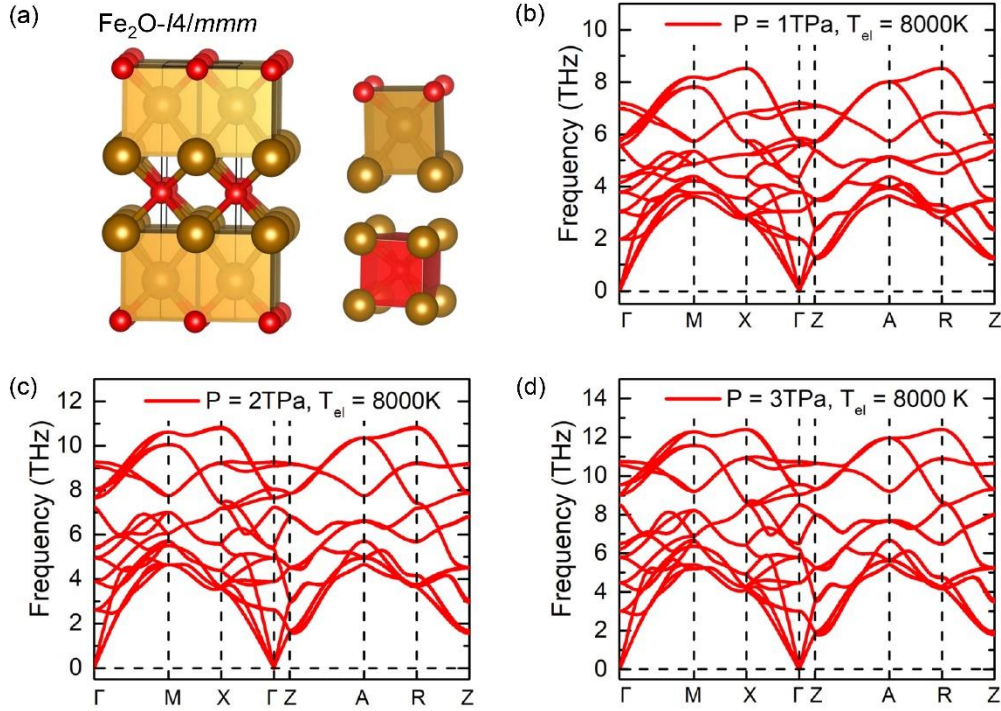 (a)
Fe₂O-I4/mmm
(b)
P = 1TPa, Tₑₗ = 8000K
Frequency (THz)
10
8
6
4
2
0
Γ M X Γ Z A R Z
(c)
P = 2TPa, Tₑₗ = 8000K
Frequency (THz)
12
10
8
6
4
2
0
Γ M X Γ Z A R Z
(d)
P = 3TPa, Tₑₗ = 8000 K
Frequency (THz)
14
12
10
8
6
4
2
0
Γ M X Γ Z A R Z